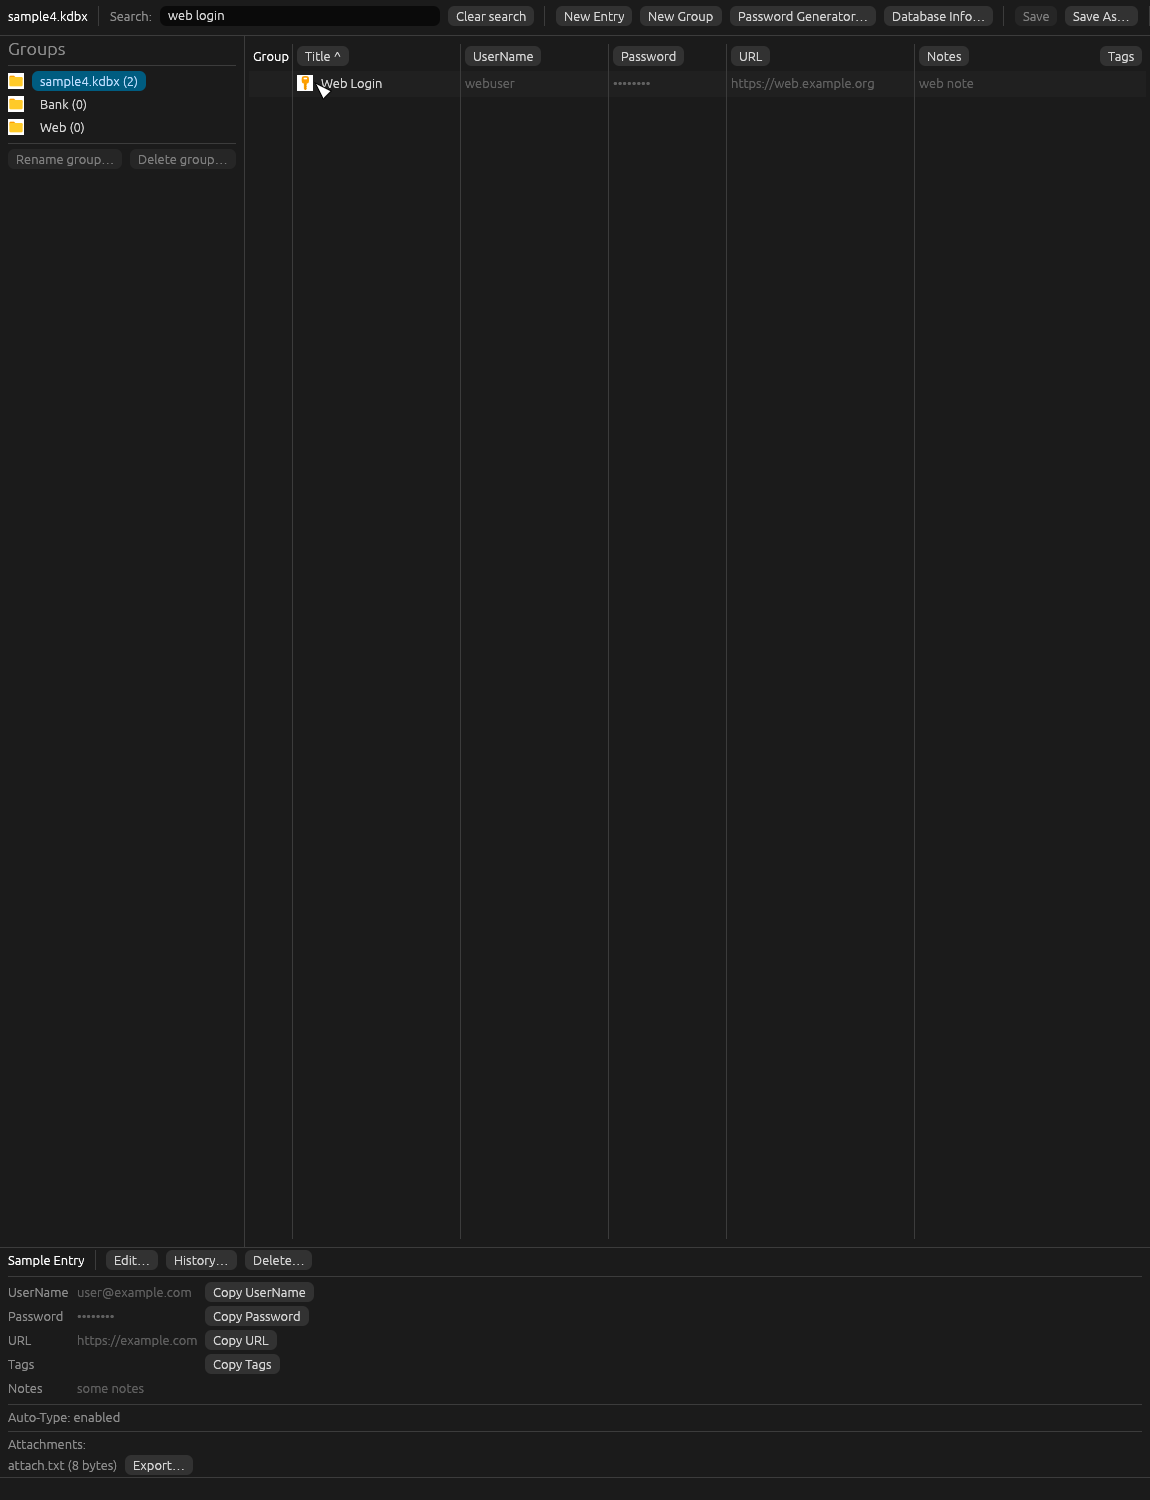 sample4.kdbx Search: web login Clear search New Entry New Group Password Generator... Database Info... Save Save As...
Groups
Group Title ^ UserName Password URL Notes Tags
sample4.kdbx (2)
Web Login webuser •••••••• https://web.example.org web note
Bank (0)
Web (0)
Rename group... Delete group...
Sample Entry Edit... History... Delete...
UserName user@example.com Copy UserName
Password •••••••• Copy Password
URL https://example.com Copy URL
Tags Copy Tags
Notes some notes
Auto-Type: enabled
Attachments:
attach.txt (8 bytes) Export...